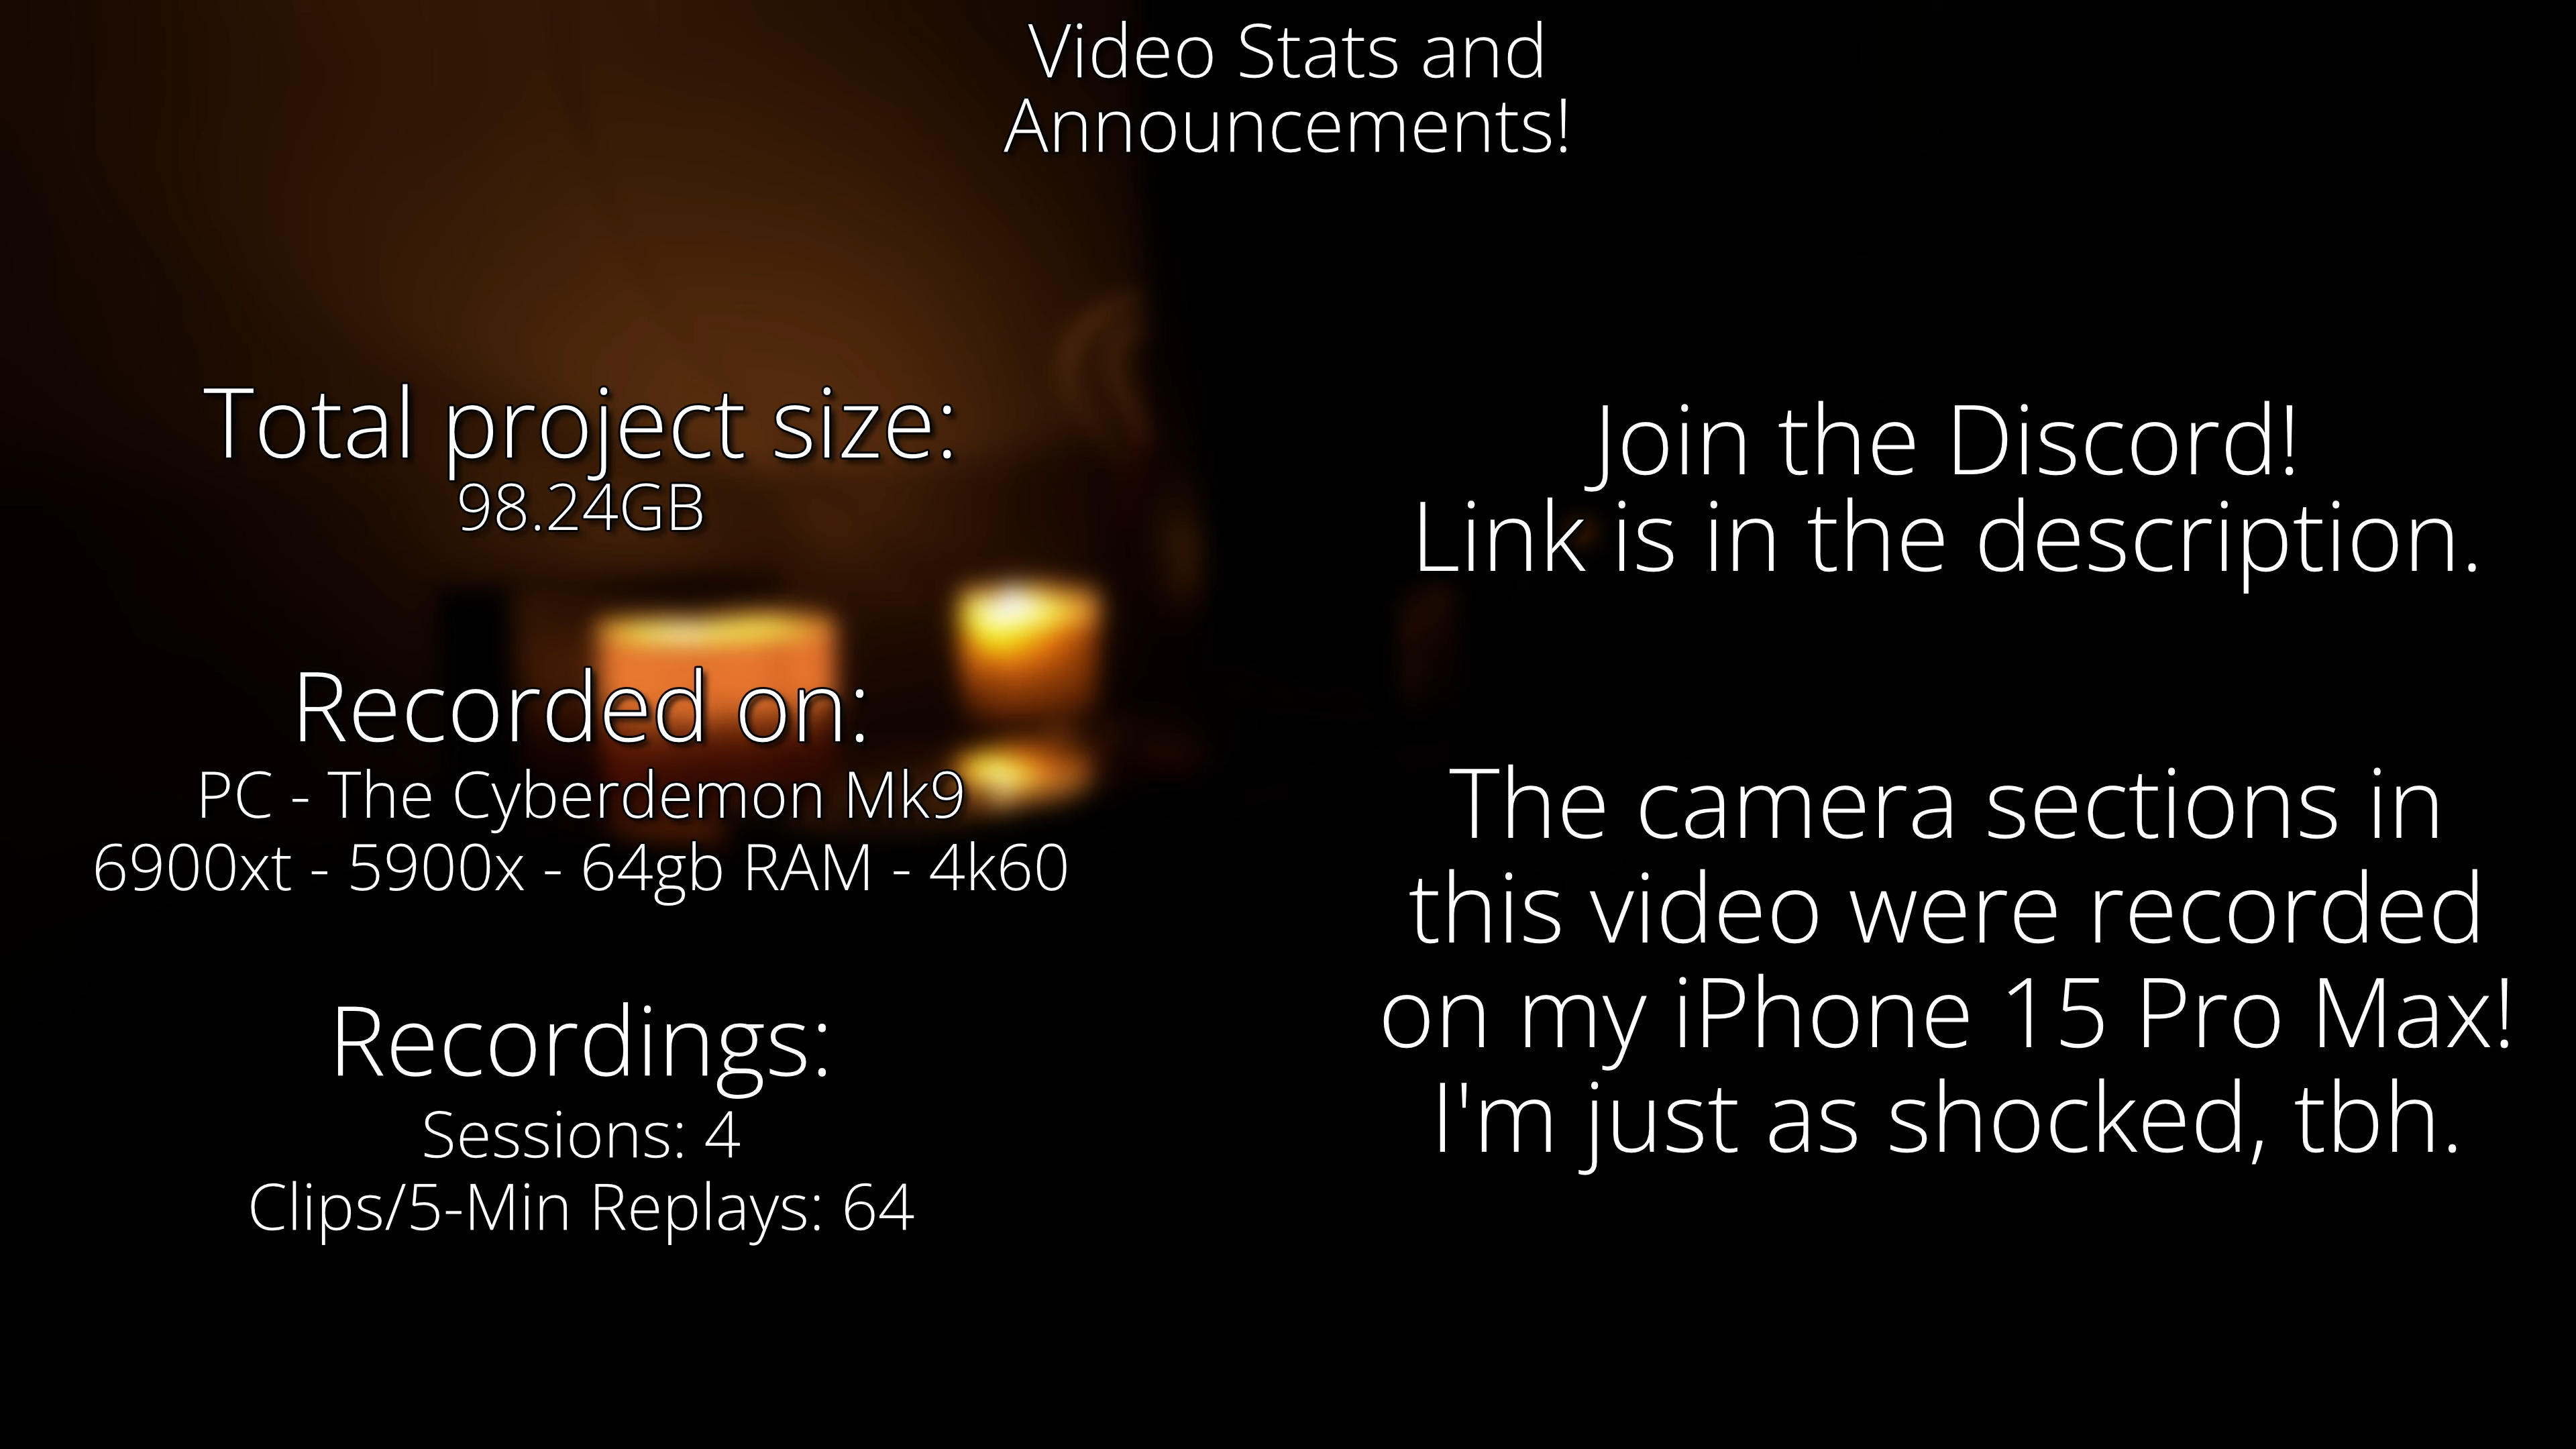 Video Stats and
Announcements!
Total project size:
98.24GB
Recorded on:
PC - The Cyberdemon Mk9
6900xt - 5900x - 64gb RAM - 4k60
Recordings:
Sessions: 4
Clips/5-Min Replays: 64
Join the Discord!
Link is in the description.
The camera sections in
this video were recorded
on my iPhone 15 Pro Max!
I'm just as shocked, tbh.